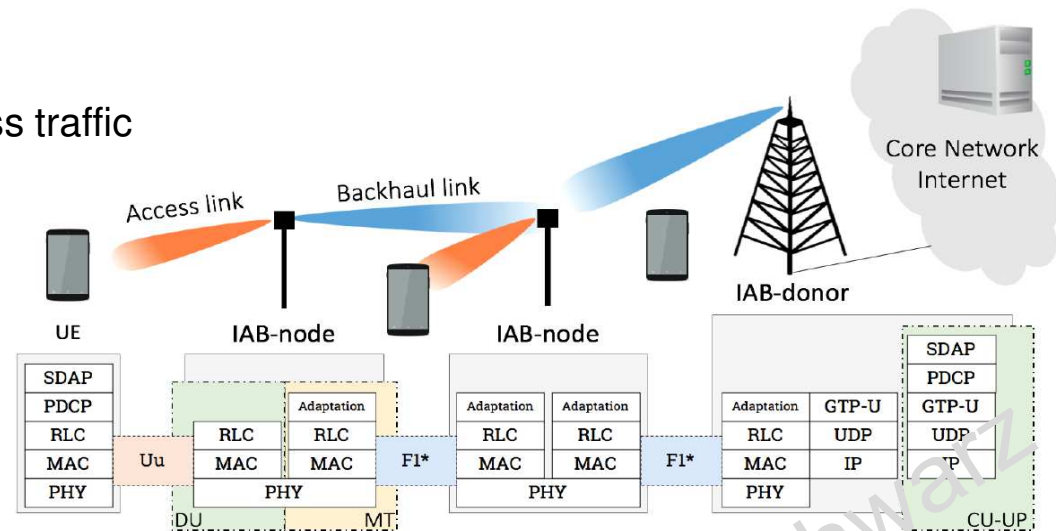 ss traffic
Core Network
Internet
Access link
Backhaul link
IAB-donor
UE
IAB-node
IAB-node
SDAP
PDCP
RLC
MAC
PHY
Uu
RLC
MAC
Adaptation
RLC
MAC
PHY
DU
MT
F1*
Adaptation
RLC
MAC
Adaptation
RLC
MAC
PHY
F1*
Adaptation
RLC
MAC
PHY
GTP-U
UDP
IP
SDAP
PDCP
GTP-U
UDP
IP
CU-UP